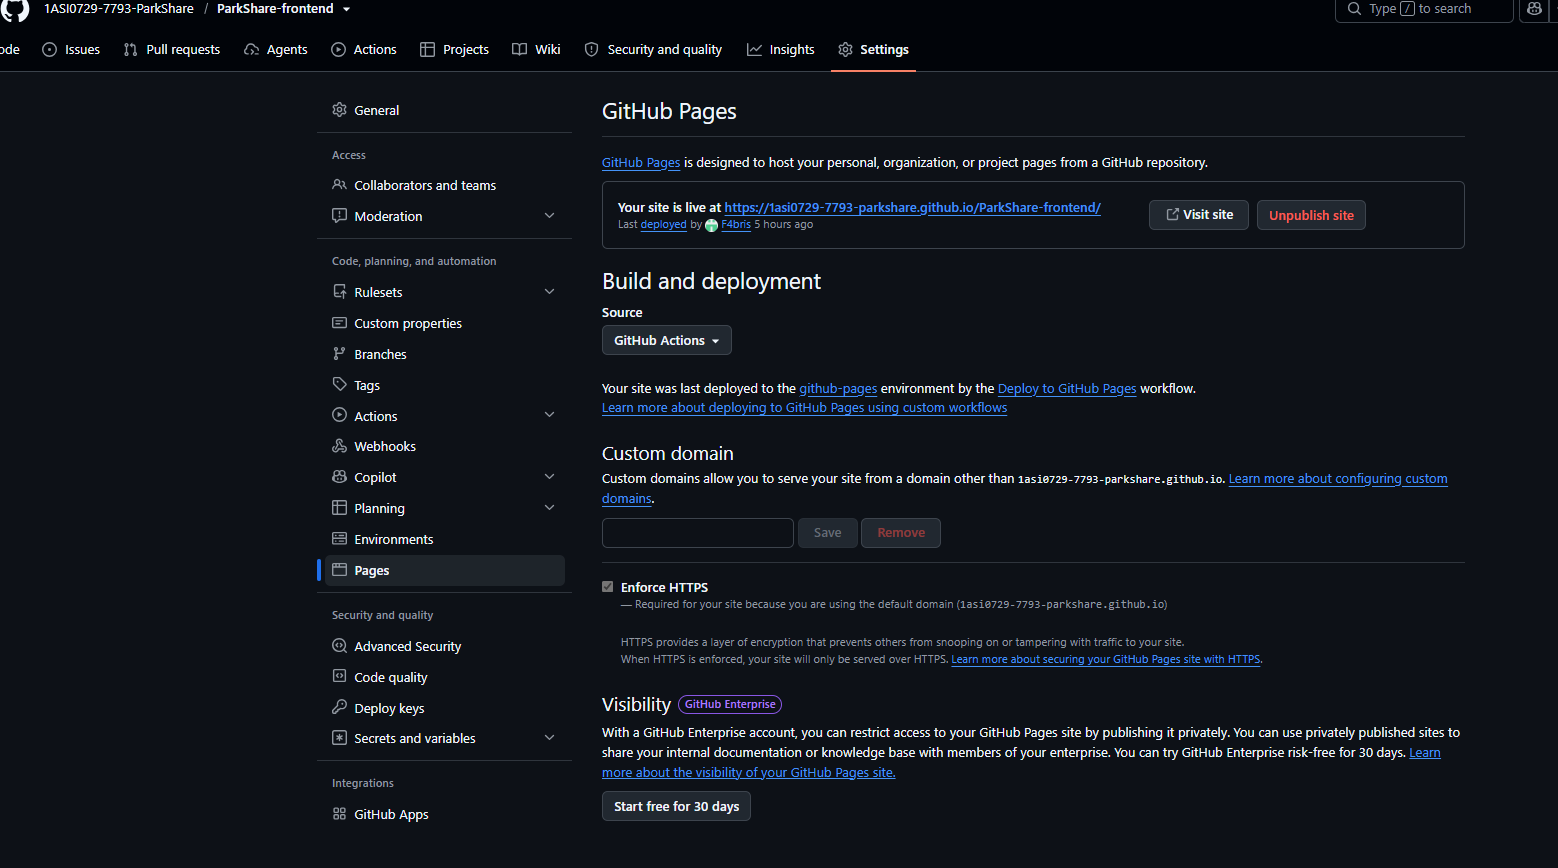 1ASI0729-7793-ParkShare / ParkShare-frontend
Type / to search
ode Issues Pull requests Agents Actions Projects Wiki Security and quality Insights Settings
General
Access
Collaborators and teams
Moderation
Code, planning, and automation
Rulesets
Custom properties
Branches
Tags
Actions
Webhooks
Copilot
Planning
Environments
Pages
Security and quality
Advanced Security
Code quality
Deploy keys
Secrets and variables
Integrations
GitHub Apps
GitHub Pages
GitHub Pages is designed to host your personal, organization, or project pages from a GitHub repository.
Your site is live at https://1asi0729-7793-parkshare.github.io/ParkShare-frontend/
Last deployed by F4bris 5 hours ago
Visit site
Unpublish site
Build and deployment
Source
GitHub Actions
Your site was last deployed to the github-pages environment by the Deploy to GitHub Pages workflow.
Learn more about deploying to GitHub Pages using custom workflows
Custom domain
Custom domains allow you to serve your site from a domain other than 1asi0729-7793-parkshare.github.io. Learn more about configuring custom
domains.
Save
Remove
Enforce HTTPS
— Required for your site because you are using the default domain (1asi0729-7793-parkshare.github.io)
HTTPS provides a layer of encryption that prevents others from snooping on or tampering with traffic to your site.
When HTTPS is enforced, your site will only be served over HTTPS. Learn more about securing your GitHub Pages site with HTTPS.
Visibility GitHub Enterprise
With a GitHub Enterprise account, you can restrict access to your GitHub Pages site by publishing it privately. You can use privately published sites to
share your internal documentation or knowledge base with members of your enterprise. You can try GitHub Enterprise risk-free for 30 days. Learn
more about the visibility of your GitHub Pages site.
Start free for 30 days